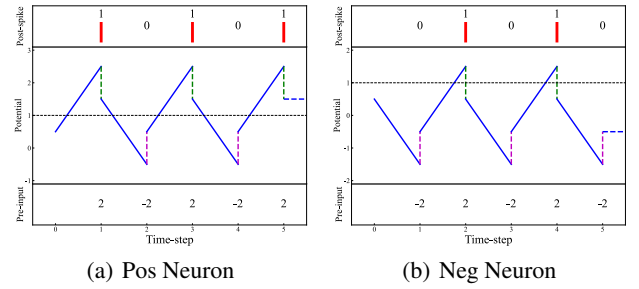 Post-spike
1 0 1 0 1
Potential
3
2
1
0
-1
Pre-input
2 -2 2 -2 2
0 1 2 3 4 5
Time-step
(a) Pos Neuron
Post-spike
0 1 0 1 0
Potential
3
2
1
0
-1
Pre-input
-2 2 -2 2 -2
0 1 2 3 4 5
Time-step
(b) Neg Neuron